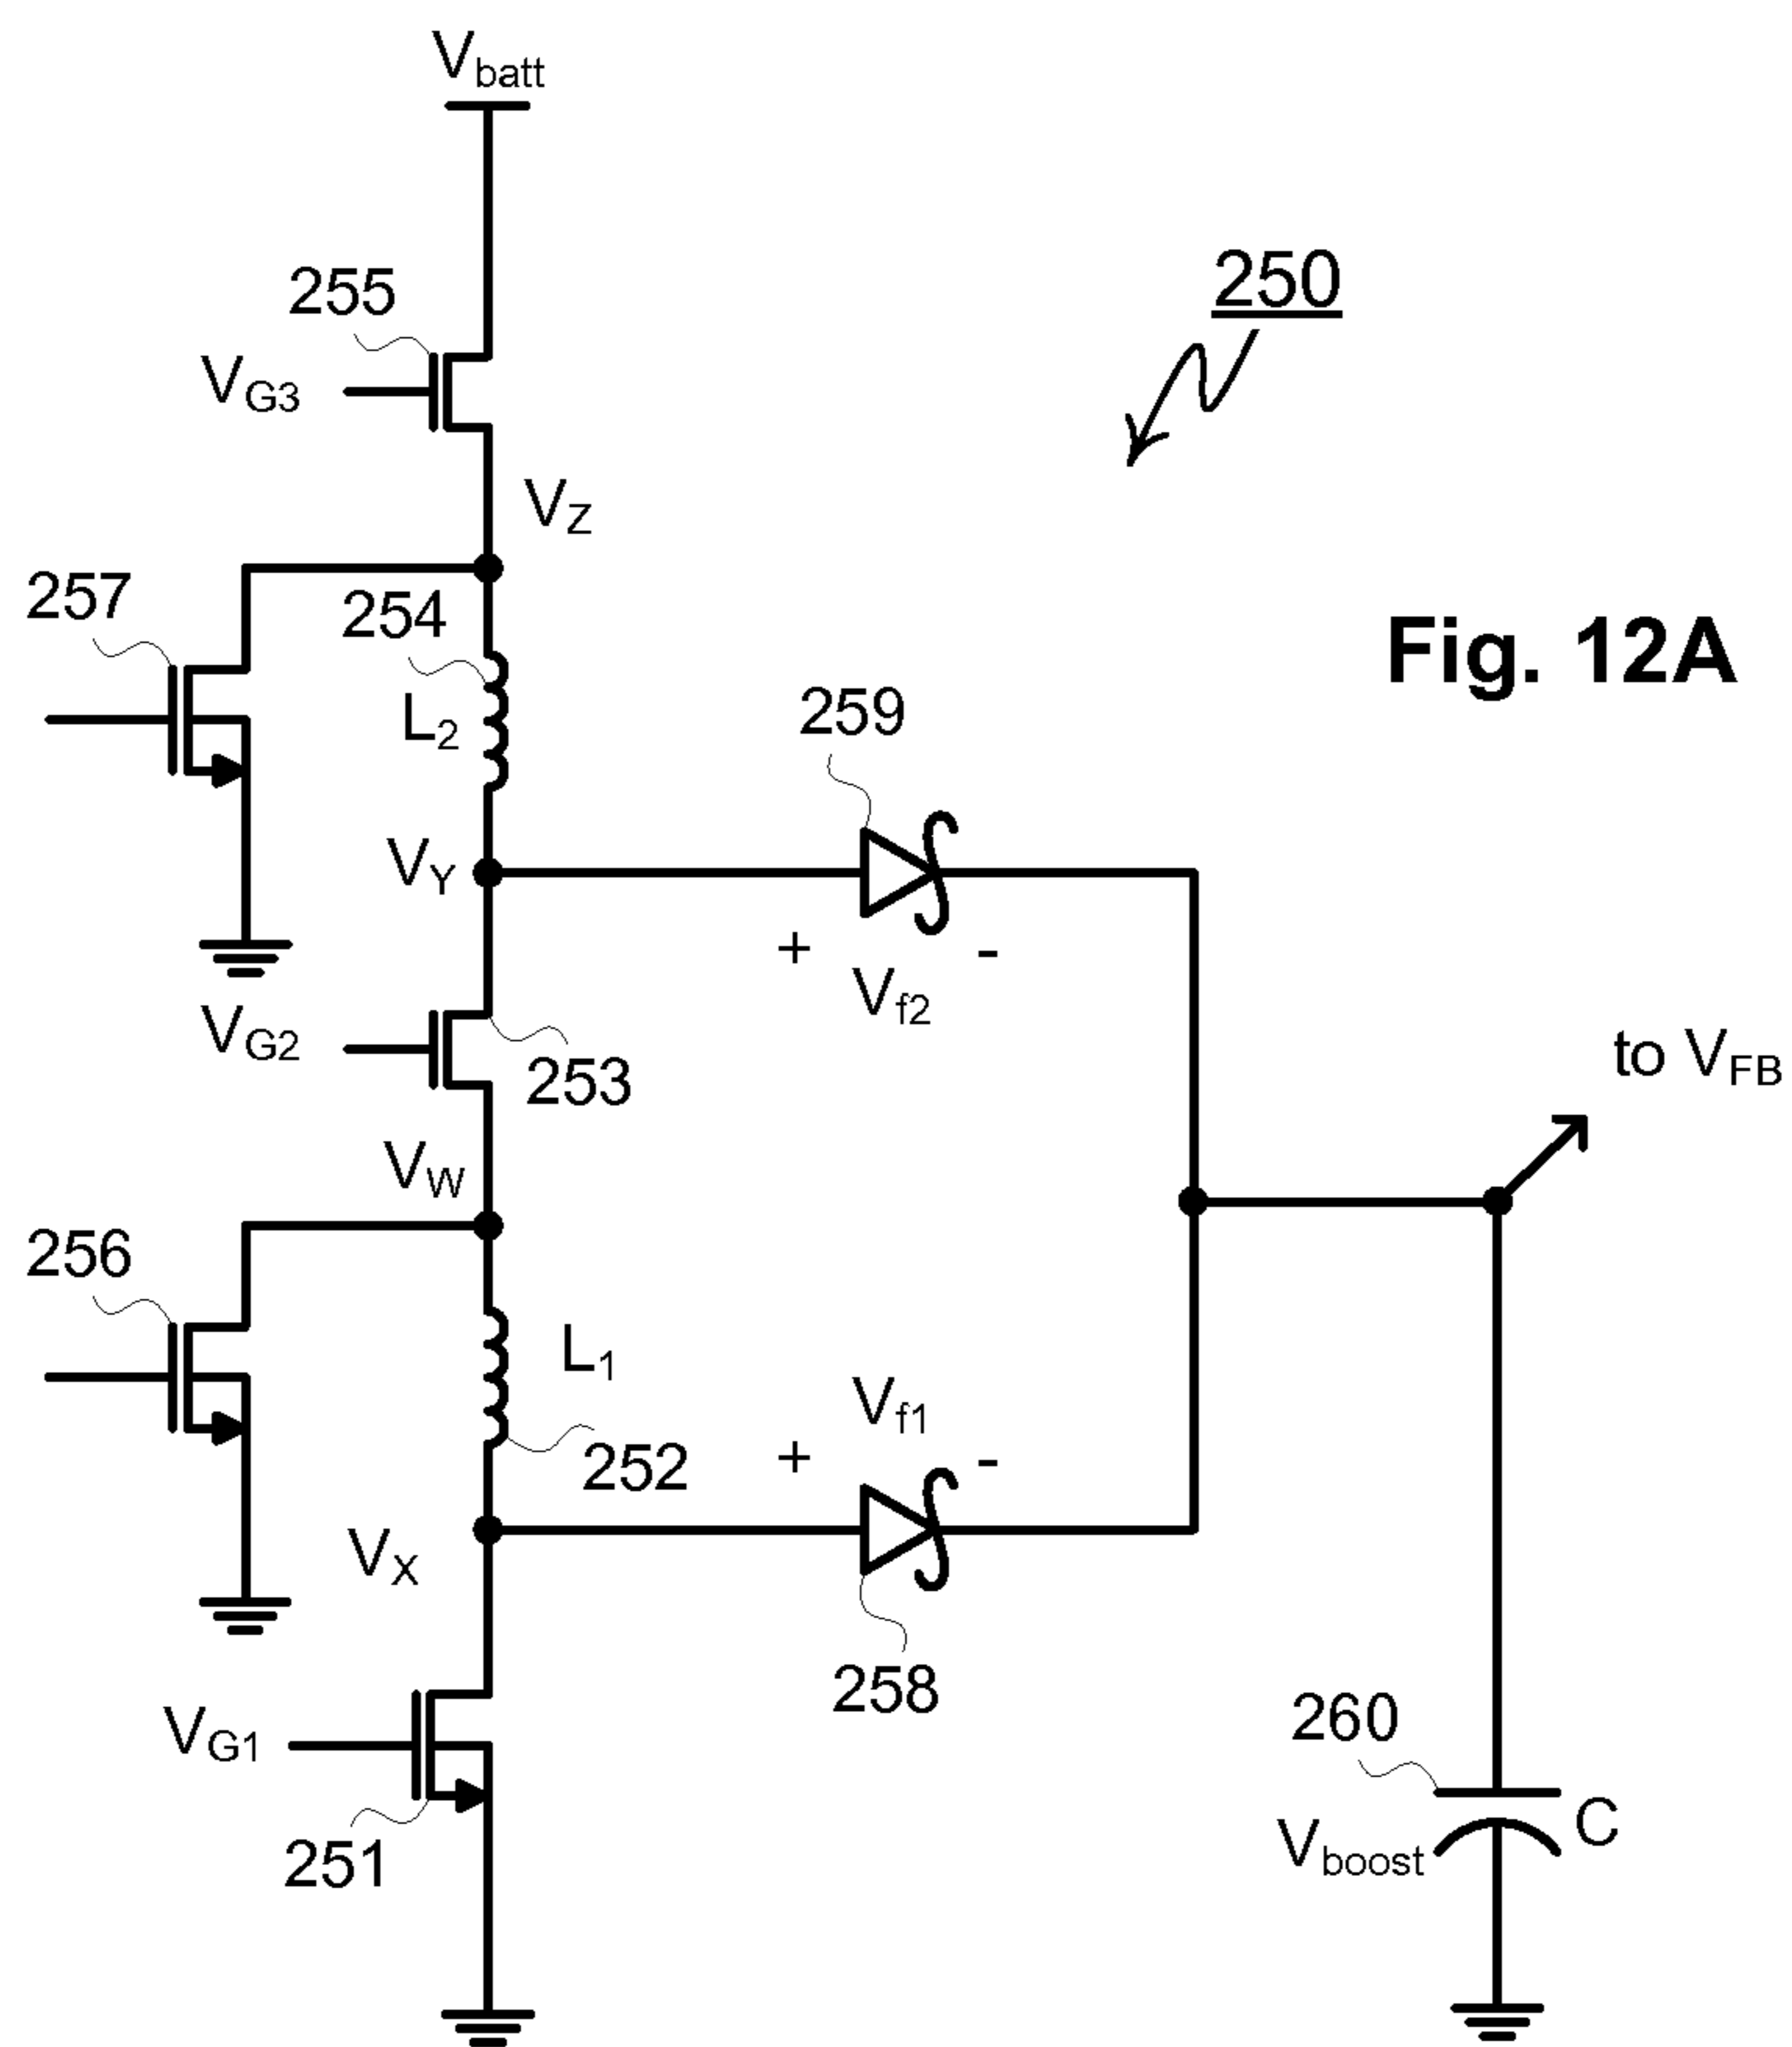 Vbatt
255
250
VG3
VZ
257
254
Fig. 12A
L2
259
VY
+ -
Vf2
VG2
to VFB
253
VW
256
L1
Vf1
252
+ -
VX
258
VG1
260
251
C
Vboost